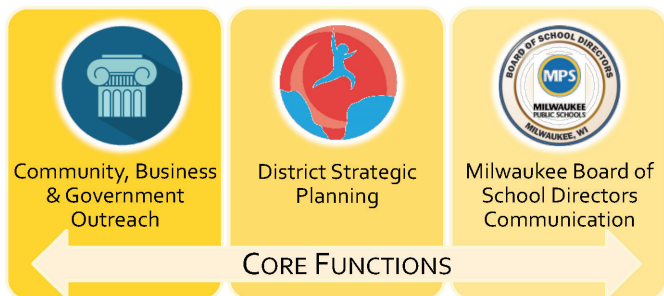 BOARD OF SCHOOL DIRECTORS
MPS
MILWAUKEE
PUBLIC SCHOOLS
MILWAUKEE, WI
Community, Business
& Government
Outreach
District Strategic
Planning
Milwaukee Board of
School Directors
Communication
CORE FUNCTIONS